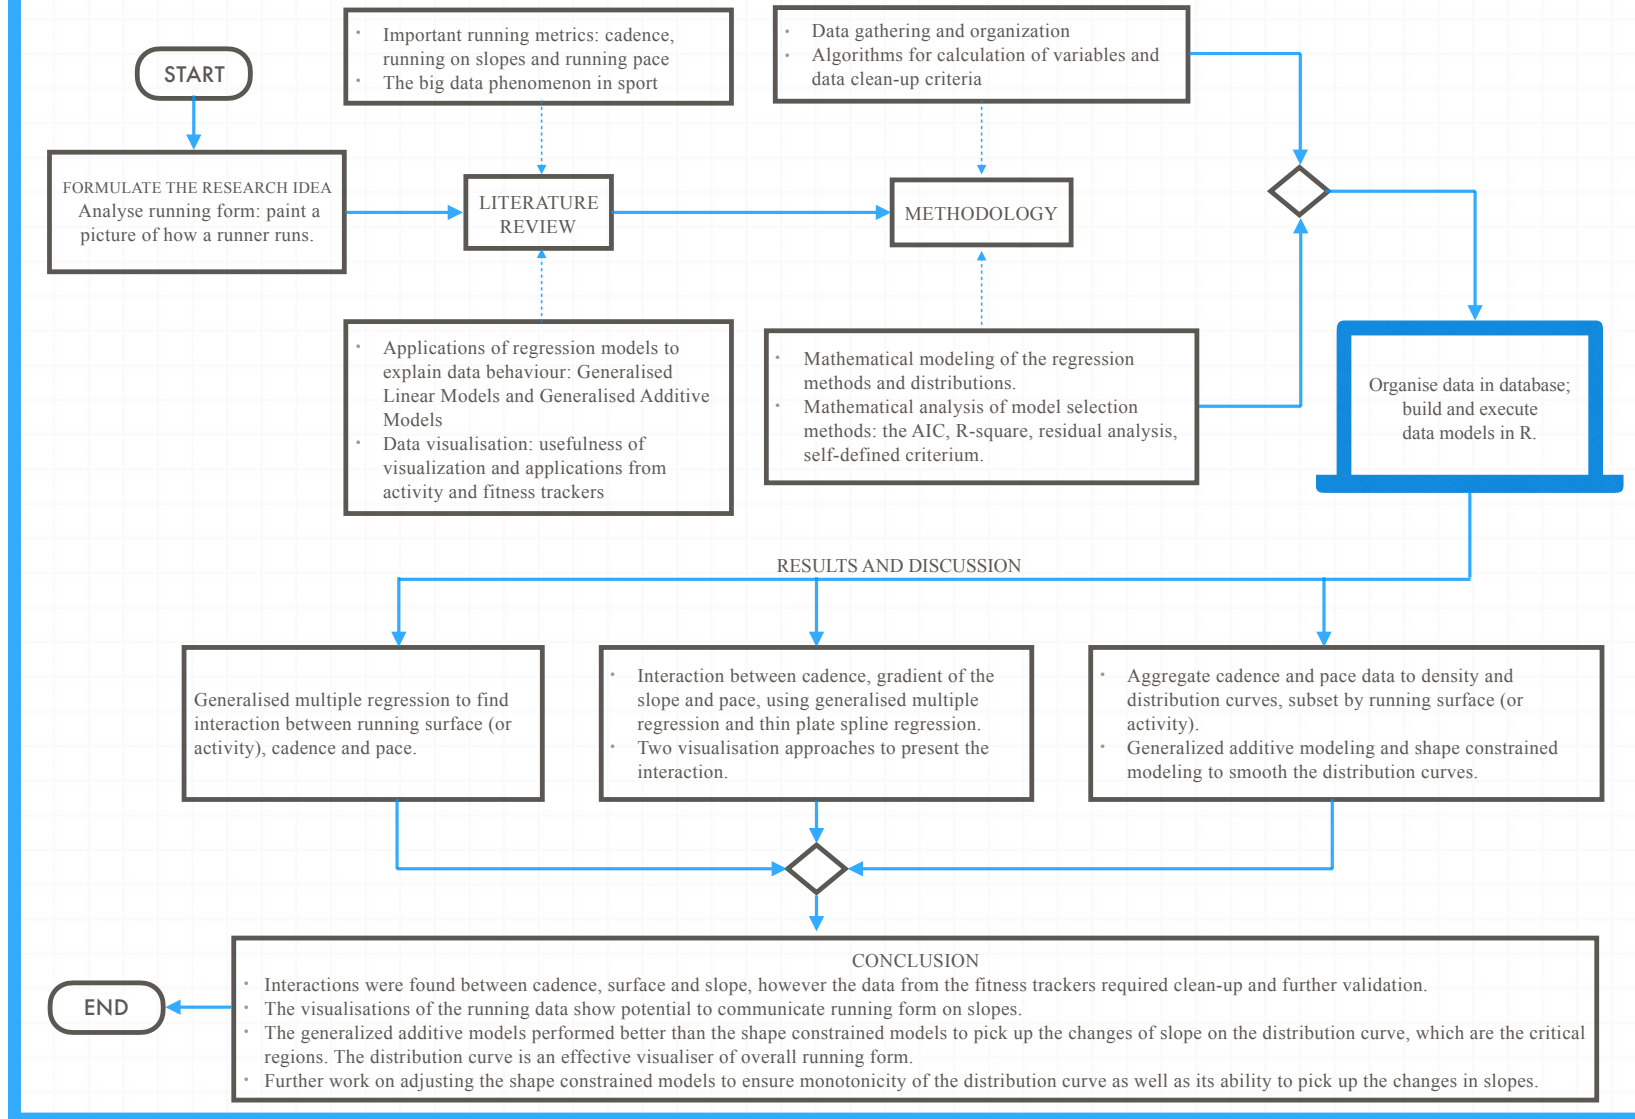 START
FORMULATE THE RESEARCH IDEA
Analyse running form: paint a
picture of how a runner runs.
· Important running metrics: cadence,
running on slopes and running pace
· The big data phenomenon in sport
LITERATURE
REVIEW
· Applications of regression models to
explain data behaviour: Generalised
Linear Models and Generalised Additive
Models
· Data visualisation: usefulness of
visualization and applications from
activity and fitness trackers
· Data gathering and organization
· Algorithms for calculation of variables and
data clean-up criteria
METHODOLOGY
· Mathematical modeling of the regression
methods and distributions.
· Mathematical analysis of model selection
methods: the AIC, R-square, residual analysis,
self-defined criterium.
Organise data in database;
build and execute
data models in R.
RESULTS AND DISCUSSION
Generalised multiple regression to find
interaction between running surface (or
activity), cadence and pace.
· Interaction between cadence, gradient of the
slope and pace, using generalised multiple
regression and thin plate spline regression.
· Two visualisation approaches to present the
interaction.
· Aggregate cadence and pace data to density and
distribution curves, subset by running surface (or
activity).
· Generalized additive modeling and shape constrained
modeling to smooth the distribution curves.
CONCLUSION
· Interactions were found between cadence, surface and slope, however the data from the fitness trackers required clean-up and further validation.
· The visualisations of the running data show potential to communicate running form on slopes.
· The generalized additive models performed better than the shape constrained models to pick up the changes of slope on the distribution curve, which are the critical
regions. The distribution curve is an effective visualiser of overall running form.
· Further work on adjusting the shape constrained models to ensure monotonicity of the distribution curve as well as its ability to pick up the changes in slopes.
END